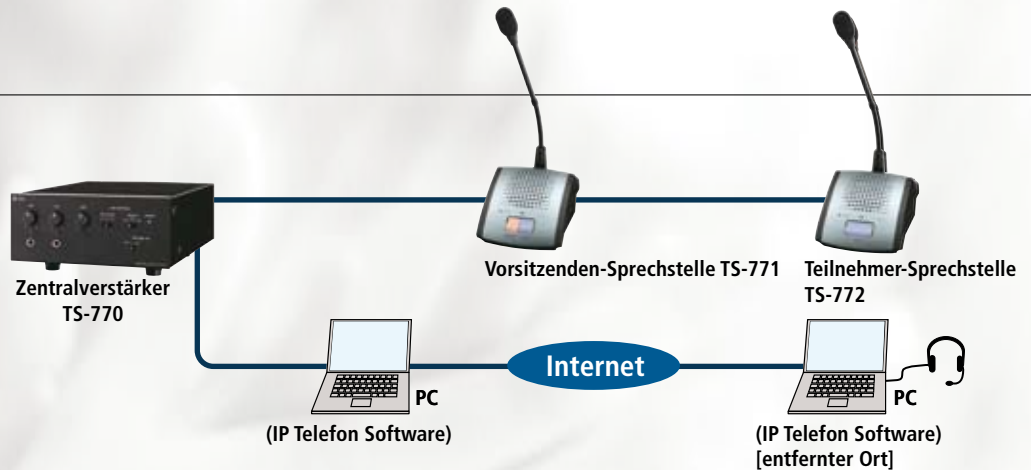 Zentralverstärker
TS-770
Vorsitzenden-Sprechstelle TS-771
Teilnehmer-Sprechstelle
TS-772
PC
(IP Telefon Software)
Internet
PC
(IP Telefon Software)
[entfernter Ort]